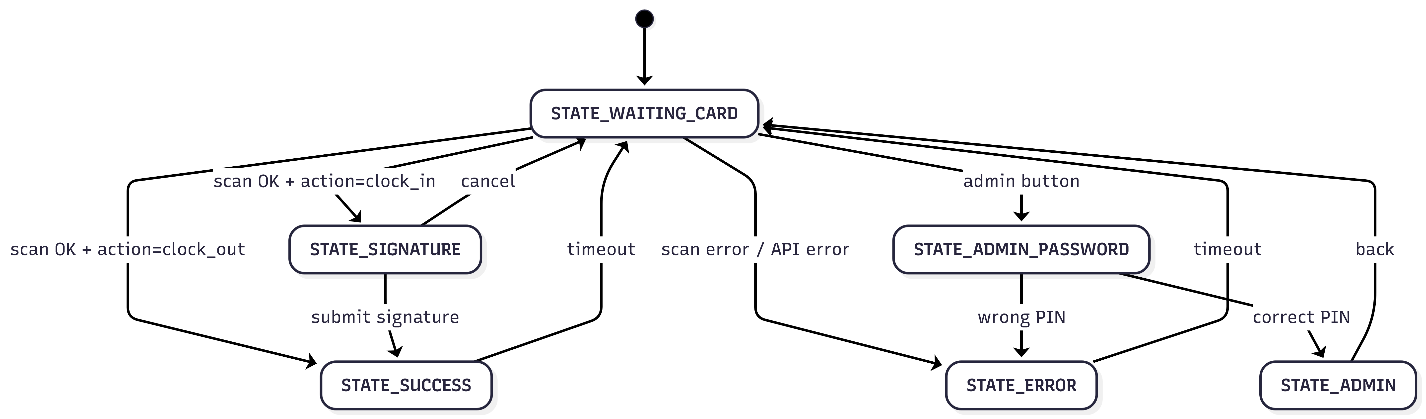 STATE_WAITING_CARD
scan OK + action=clock_in
cancel
admin button
scan OK + action=clock_out
STATE_SIGNATURE
timeout
scan error / API error
STATE_ADMIN_PASSWORD
timeout
back
submit signature
wrong PIN
correct PIN
STATE_SUCCESS
STATE_ERROR
STATE_ADMIN